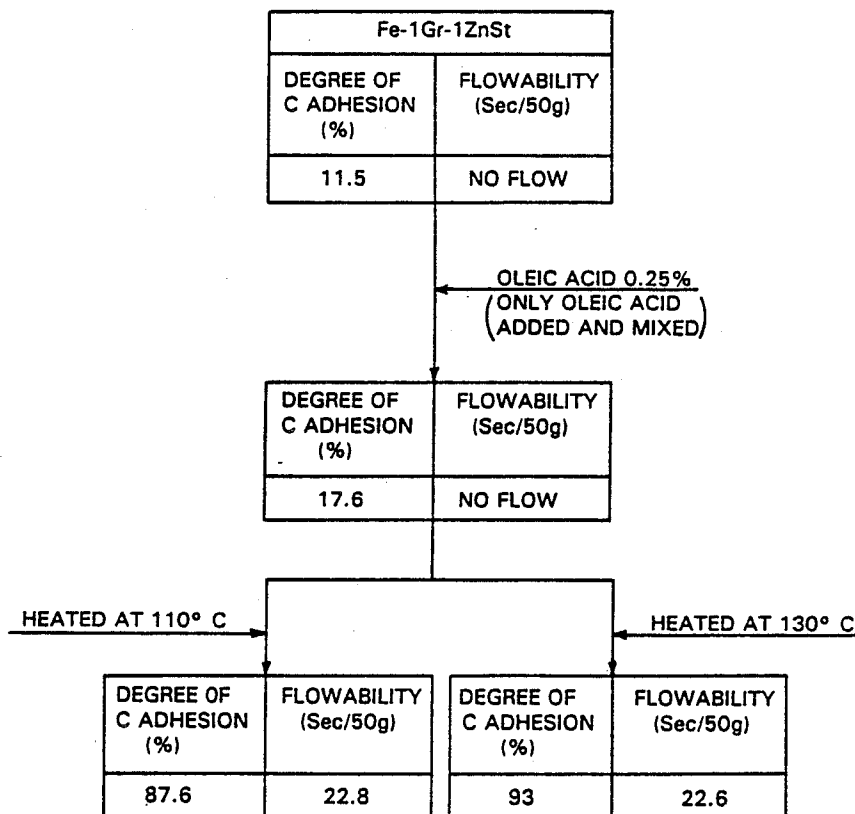 Fe-1Gr-1ZnSt
DEGREE OF
C ADHESION
(%)
FLOWABILITY
(Sec/50g)
11.5
NO FLOW
OLEIC ACID 0.25%
(ONLY OLEIC ACID
ADDED AND MIXED)
DEGREE OF
C ADHESION
(%)
FLOWABILITY
(Sec/50g)
17.6
NO FLOW
HEATED AT 110° C
HEATED AT 130° C
DEGREE OF
C ADHESION
(%)
FLOWABILITY
(Sec/50g)
87.6
22.8
DEGREE OF
C ADHESION
(%)
FLOWABILITY
(Sec/50g)
93
22.6